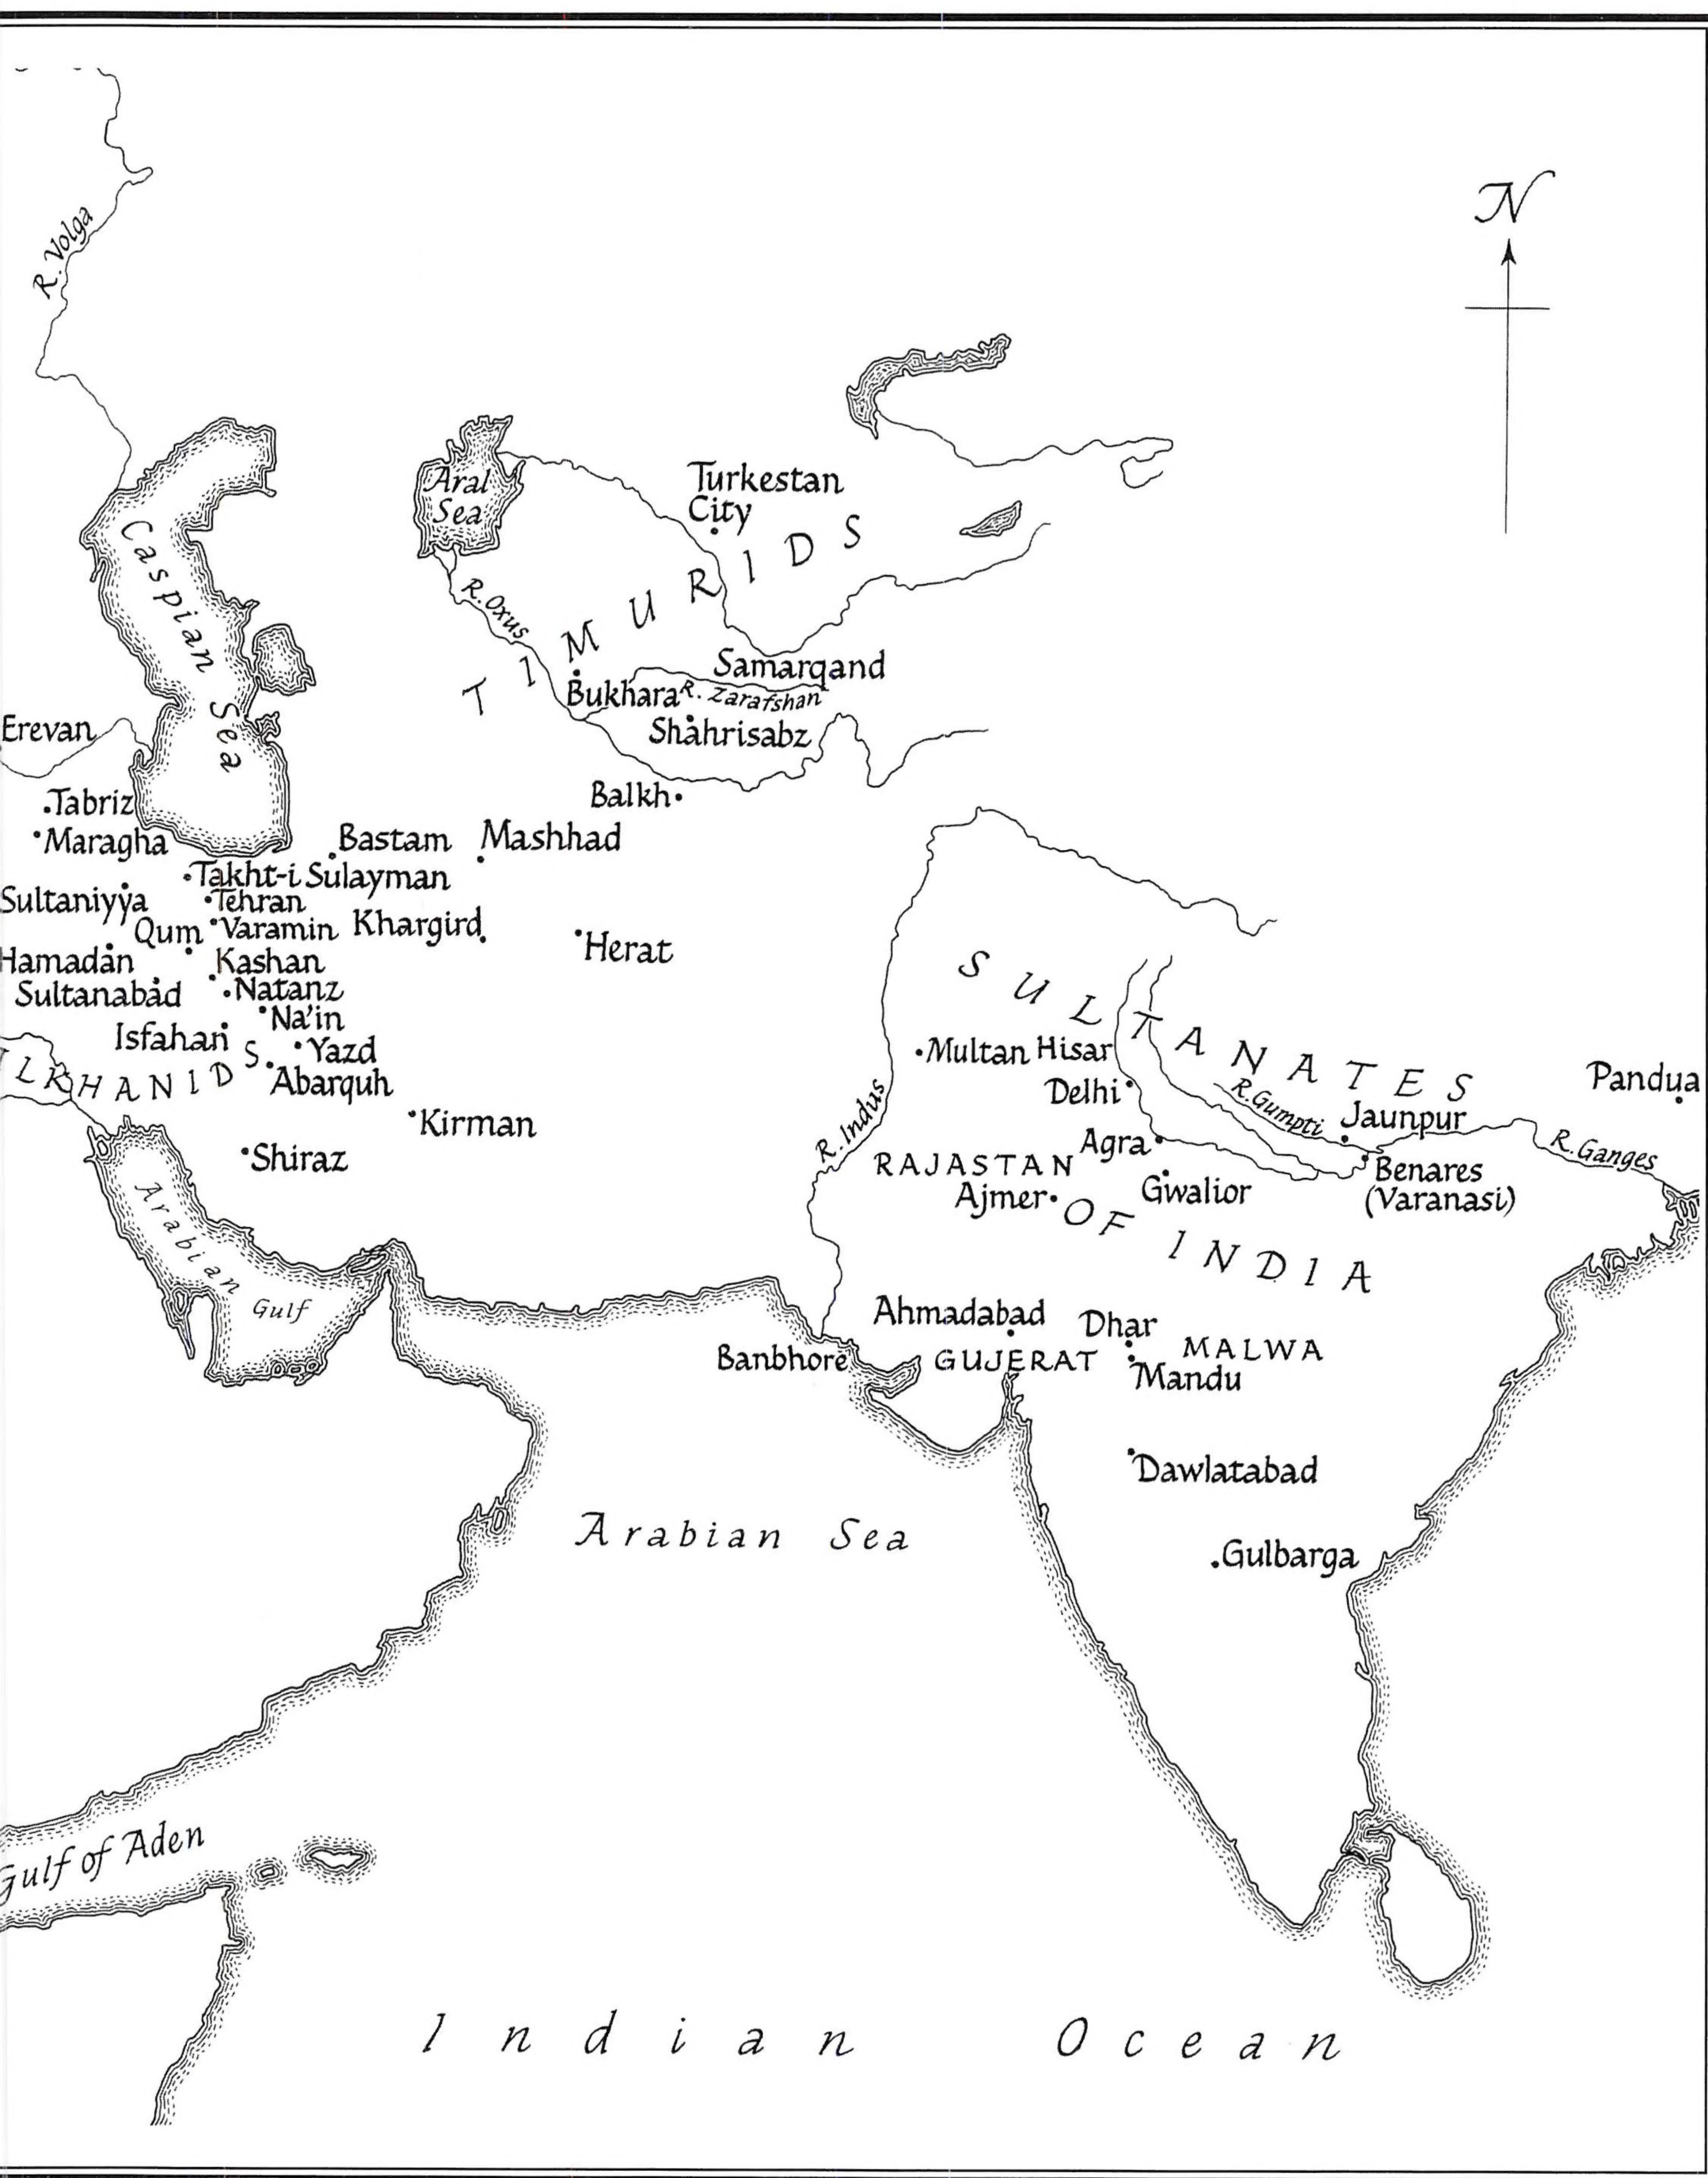 N
R. Volga
Aral
Sea
Turkestan
City
Caspian Sea
TIMURIDS
R. Oxus
Samarqand
Bukhara
R. Zarafshan
Shahrisabz
Erevan
Balkh
Tabriz
Maragha
Bastam
Mashhad
Takht-i Sulayman
Sultaniyya
Tehran
Qum
Varamin
Khargird
Herat
Hamadan
Kashan
Sultanabad
Natanz
Na'in
Isfahan
Yazd
ILKHANIDS
Abarquh
Kirman
Shiraz
SULTANATES
OF INDIA
Multan
Hisar
Delhi
R. Indus
R. Gumpti
Jaunpur
Pandua
Agra
RAJASTAN
Ajmer
Gwalior
Benares
(Varanasi)
R. Ganges
Arabian
Gulf
Ahmadabad
Dhar
MALWA
Banbhore
GUJERAT
Mandu
Dawlatabad
Arabian Sea
Gulbarga
Gulf of Aden
Indian Ocean